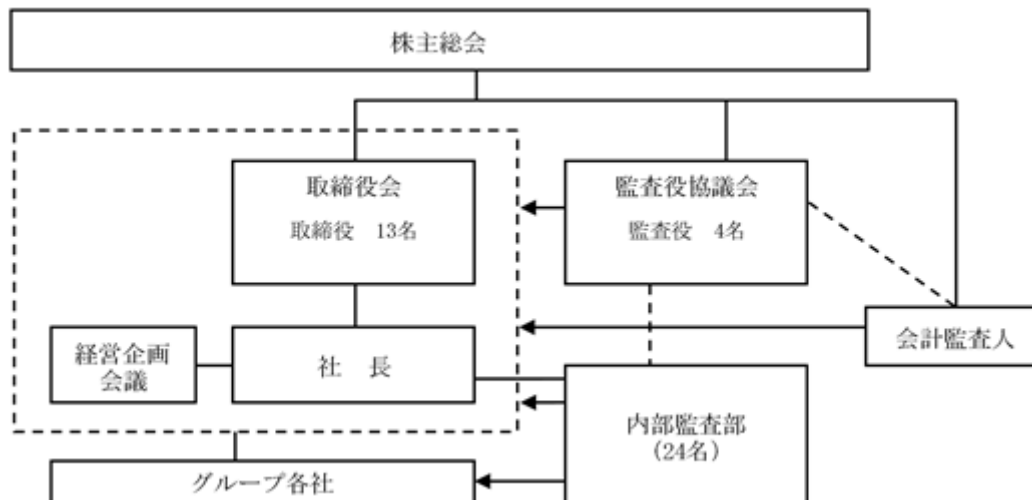 株主総会
取締役会
取締役　13名
監査役協議会
監査役　4名
会計監査人
経営企画
会議
社　長
内部監査部
（24名）
グループ各社